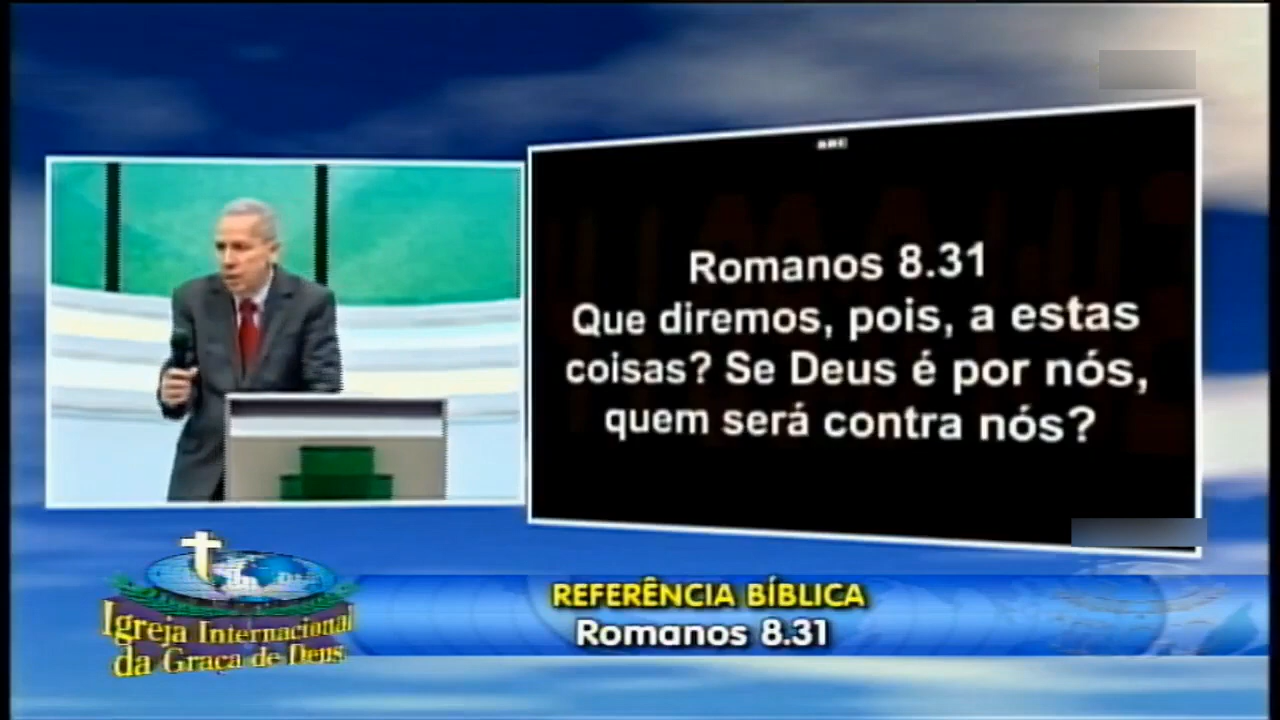 Romanos 8.31
Que diremos, pois, a estas
coisas? Se Deus é por nós,
quem será contra nós?
Igreja Internacional
da Graça de Deus
REFERÊNCIA BÍBLICA
Romanos 8.31